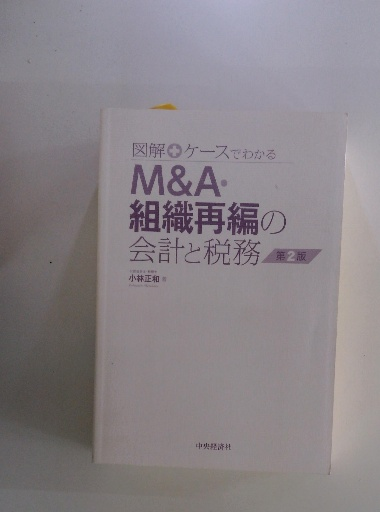 図解+ケースでわかる
M&A・
組織再編の
会計と税務 第2版
小林正和 著
中央経済社